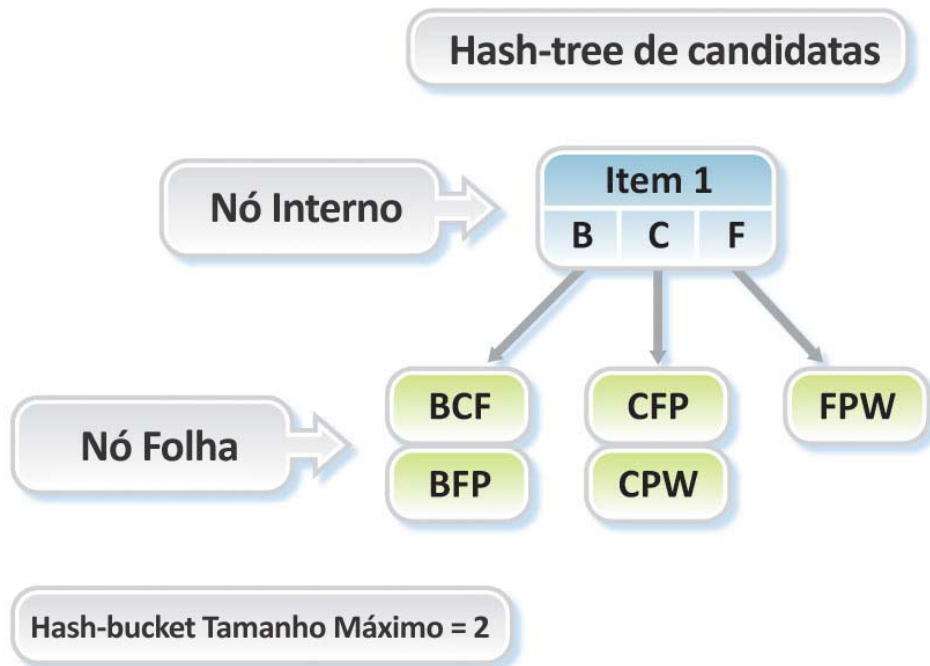 Hash-tree de candidatas
Nó Interno
Item 1
B C F
Nó Folha
BCF CFP FPW
BFP CPW
Hash-bucket Tamanho Máximo = 2